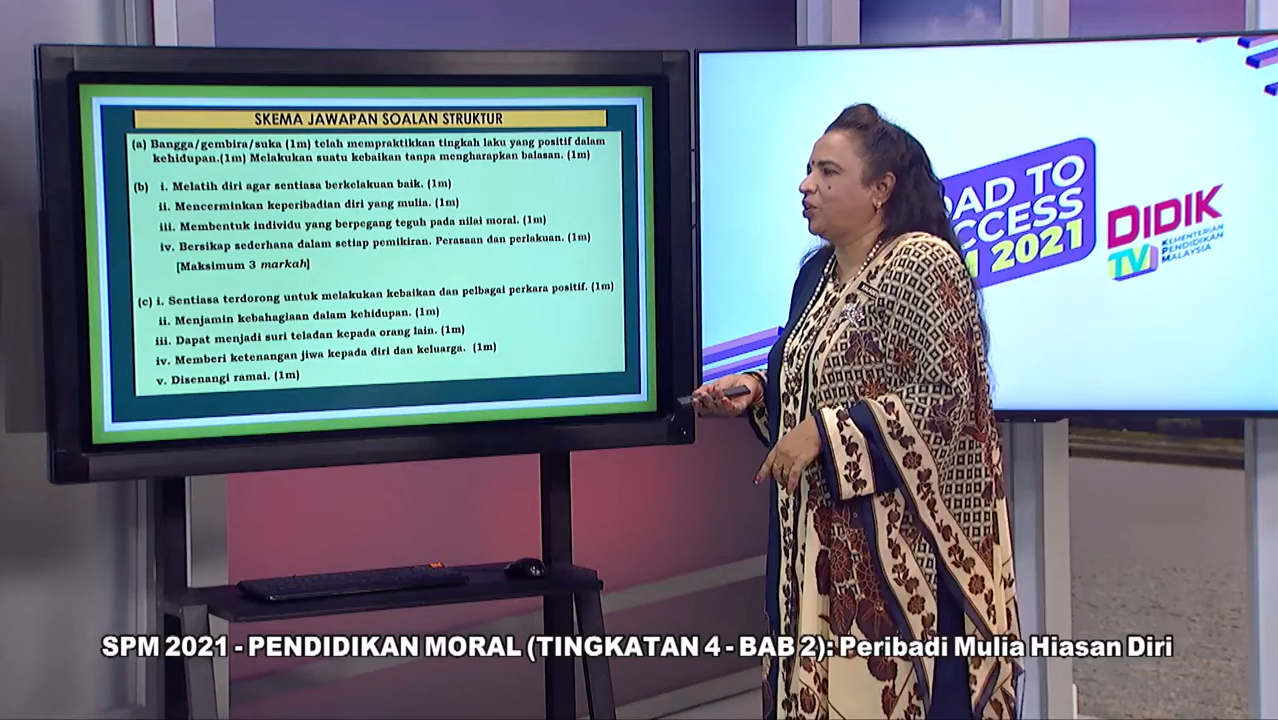 SKEMA JAWAPAN SOALAN STRUKTUR
(a) Bangga/gembira/suka (1m) telah mempraktikkan tingkah laku yang positif dalam
kehidupan.(1m) Melakukan suatu kebaikan tanpa mengharapkan balasan. (1m)
(b) i. Melatih diri agar sentiasa berkelakuan baik. (1m)
ii. Mencerminkan keperibadian diri yang mulia. (1m)
iii. Membentuk individu yang berpegang teguh pada nilai moral. (1m)
iv. Bersikap sederhana dalam setiap pemikiran. Perasaan dan perlakuan. (1m)
[Maksimum 3 markah]
(c) i. Sentiasa terdorong untuk melakukan kebaikan dan pelbagai perkara positif. (1m)
ii. Menjamin kebahagiaan dalam kehidupan. (1m)
iii. Dapat menjadi suri teladan kepada orang lain. (1m)
iv. Memberi ketenangan jiwa kepada diri dan keluarga. (1m)
v. Disenangi ramai. (1m)
OAD TO
CCESS
M 2021
DIDIK
TV
KEMENTERIAN
PENDIDIKAN
MALAYSIA
SPM 2021 - PENDIDIKAN MORAL (TINGKATAN 4 - BAB 2): Peribadi Mulia Hiasan Diri